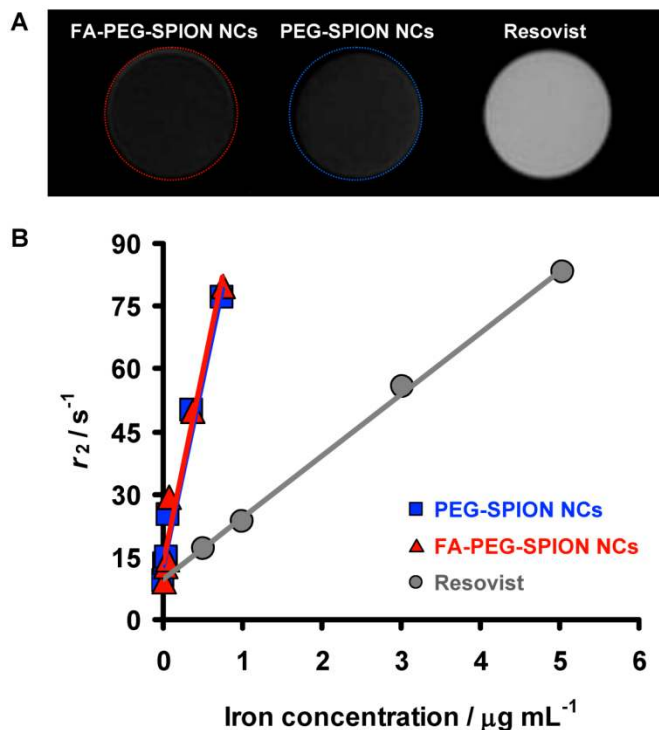 A
FA-PEG-SPION NCs PEG-SPION NCs Resovist
B
90
75
60
45
30
15
0
r₂ / s⁻¹
PEG-SPION NCs
FA-PEG-SPION NCs
Resovist
0 1 2 3 4 5 6
Iron concentration / µg mL⁻¹